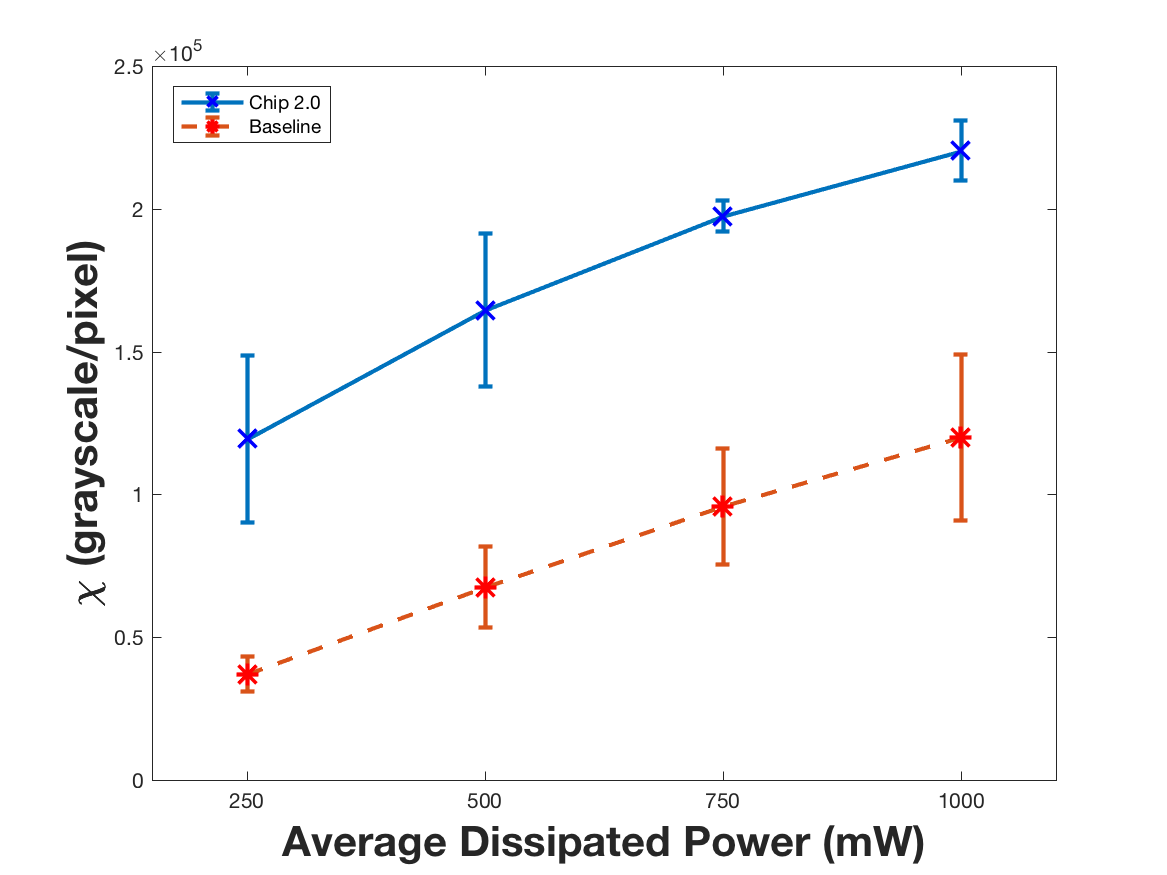 ×10⁵
2.5
2
1.5
1
0.5
0
Chip 2.0
Baseline
χ (grayscale/pixel)
250 500 750 1000
Average Dissipated Power (mW)